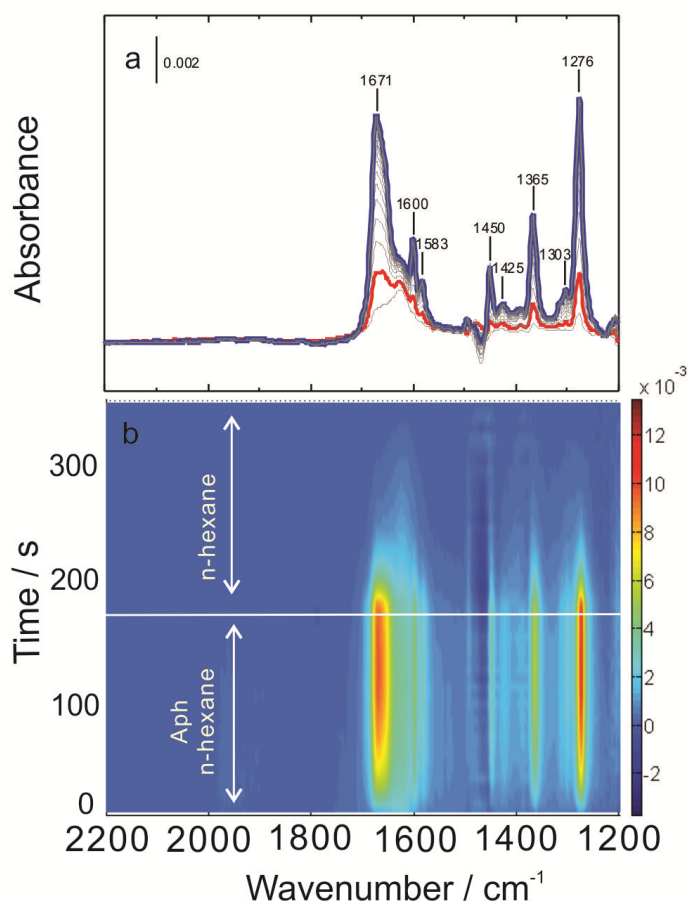 a
0.002
Absorbance
1671
1600
1583
1450
1425
1365
1303
1276
b
Time / s
300
200
100
0
n-hexane
Aph
n-hexane
x 10⁻³
12
10
8
6
4
2
0
-2
2200 2000 1800 1600 1400 1200
Wavenumber / cm⁻¹